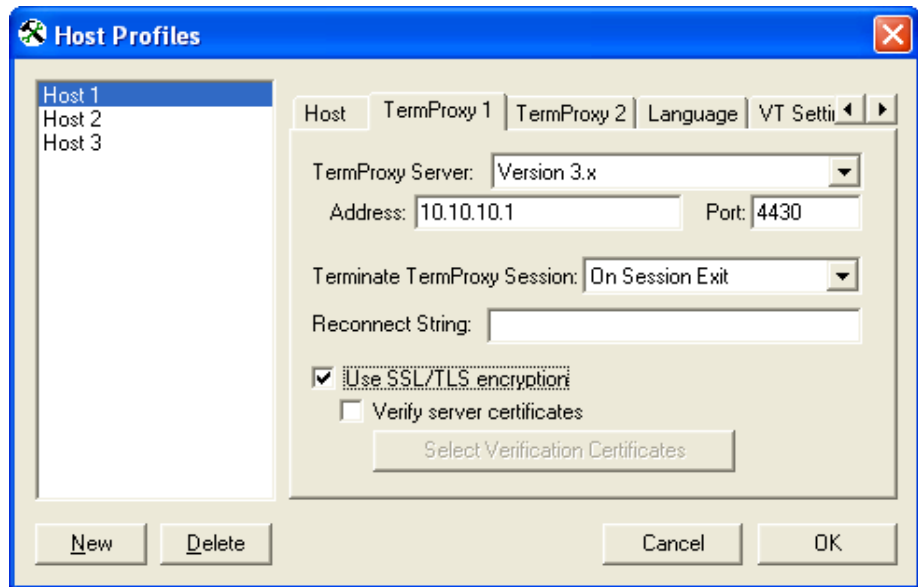 Host Profiles
Host 1
Host 2
Host 3
Host TermProxy 1 TermProxy 2 Language VT Settin
TermProxy Server: Version 3.x
Address: 10.10.10.1 Port: 4430
Terminate TermProxy Session: On Session Exit
Reconnect String:
Use SSL/TLS encryption
Verify server certificates
Select Verification Certificates
New Delete Cancel OK